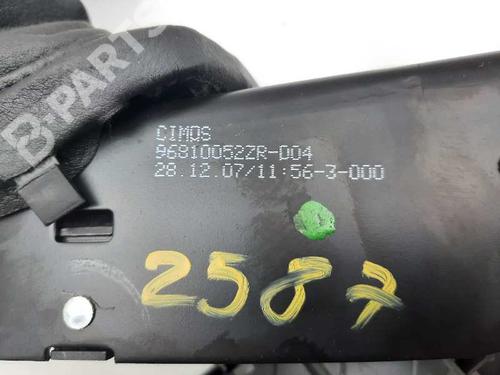 B-PARTS
CIMOS
96810052ZR-D04
28.12.07/11:56-3-000
2587